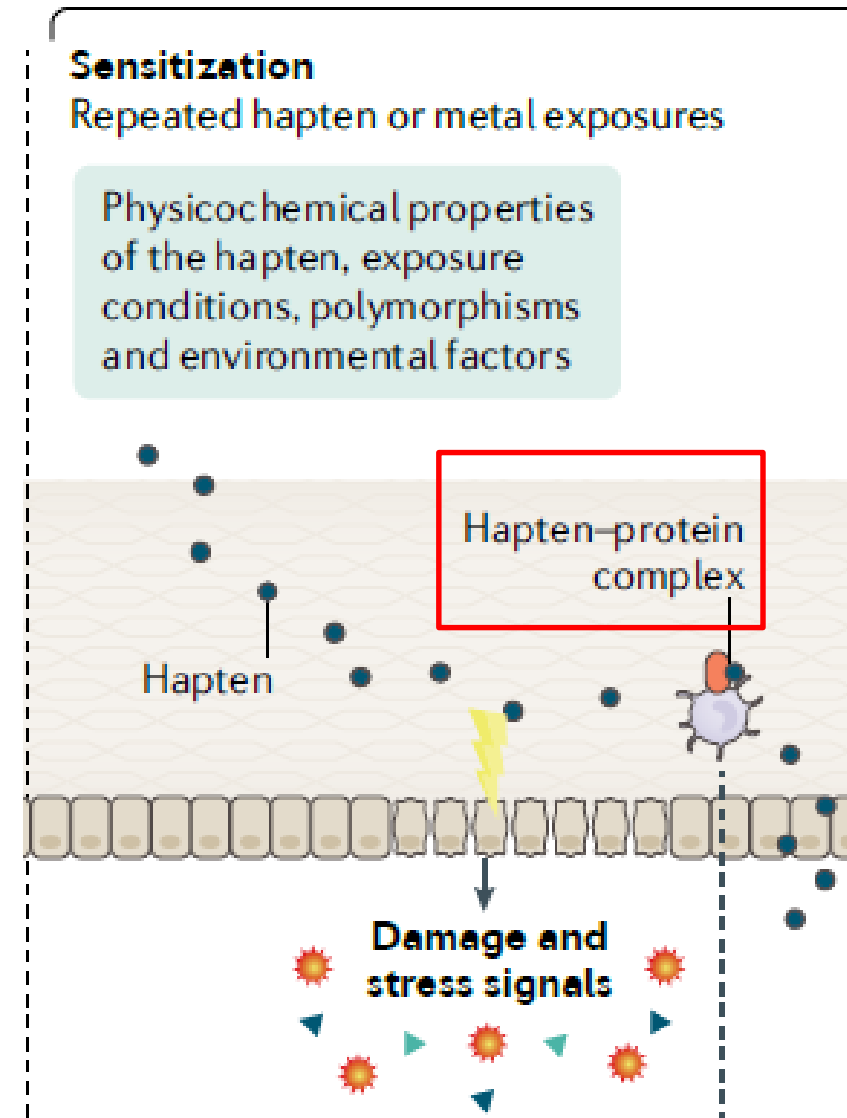 Sensitization
Repeated hapten or metal exposures
Physicochemical properties
of the hapten, exposure
conditions, polymorphisms
and environmental factors
Hapten–protein
complex
Hapten
Damage and
stress signals